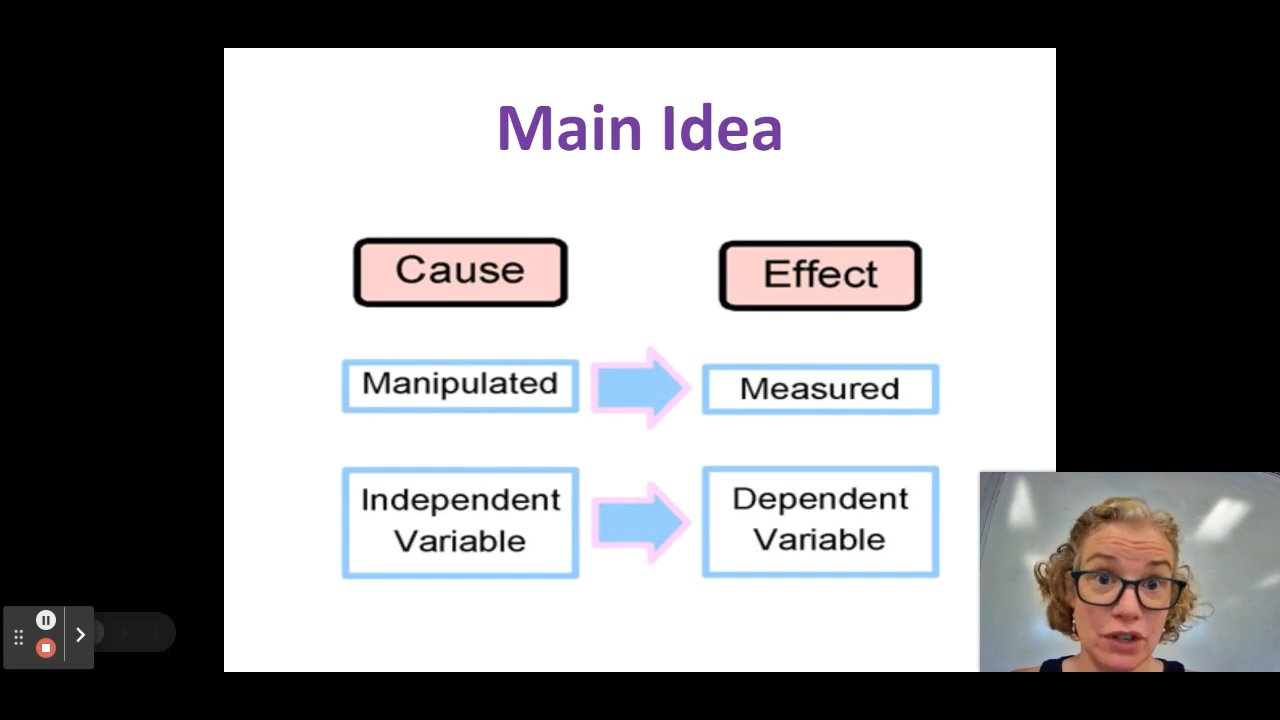 Main Idea
Cause
Effect
Manipulated
Measured
Independent
Variable
Dependent
Variable